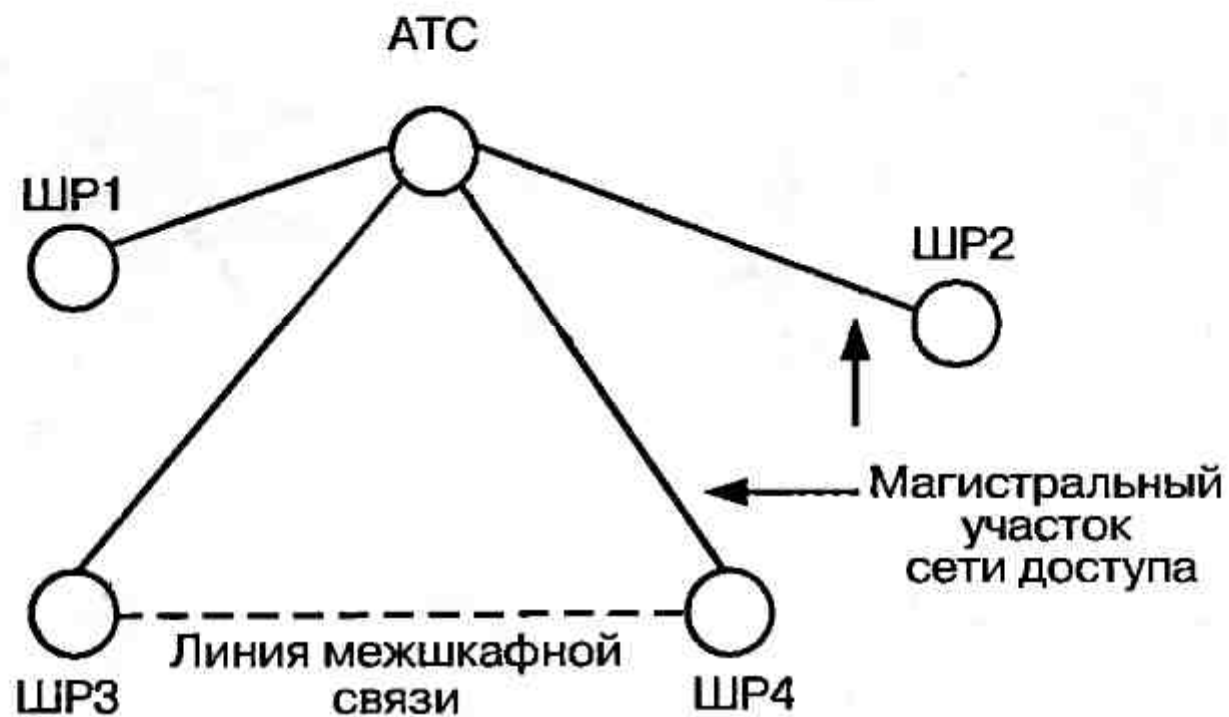 АТС
ШР1
ШР2
Магистральный
участок
сети доступа
Линия межшкафной
связи
ШР3
ШР4